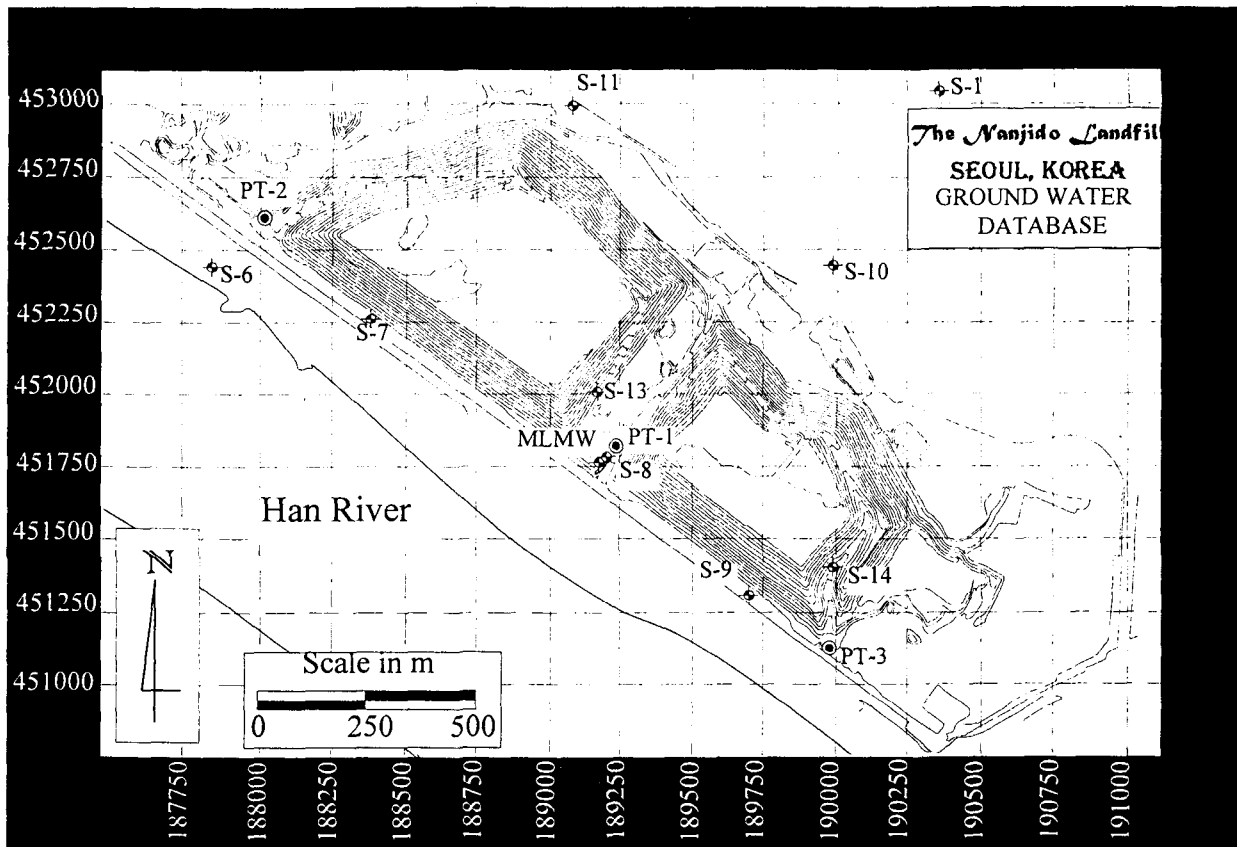 S-11
S-1
453000
The Nanjido Landfil
SEOUL, KOREA
GROUND WATER
DATABASE
452750
PT-2
452500
S-6
S-10
452250
S-7
452000
S-13
MLMW
PT-1
451750
S-8
Han River
451500
N
S-9
S-14
451250
PT-3
Scale in m
451000
0 250 500
187750
188000
188250
188500
188750
189000
189250
189500
189750
190000
190250
190500
190750
191000